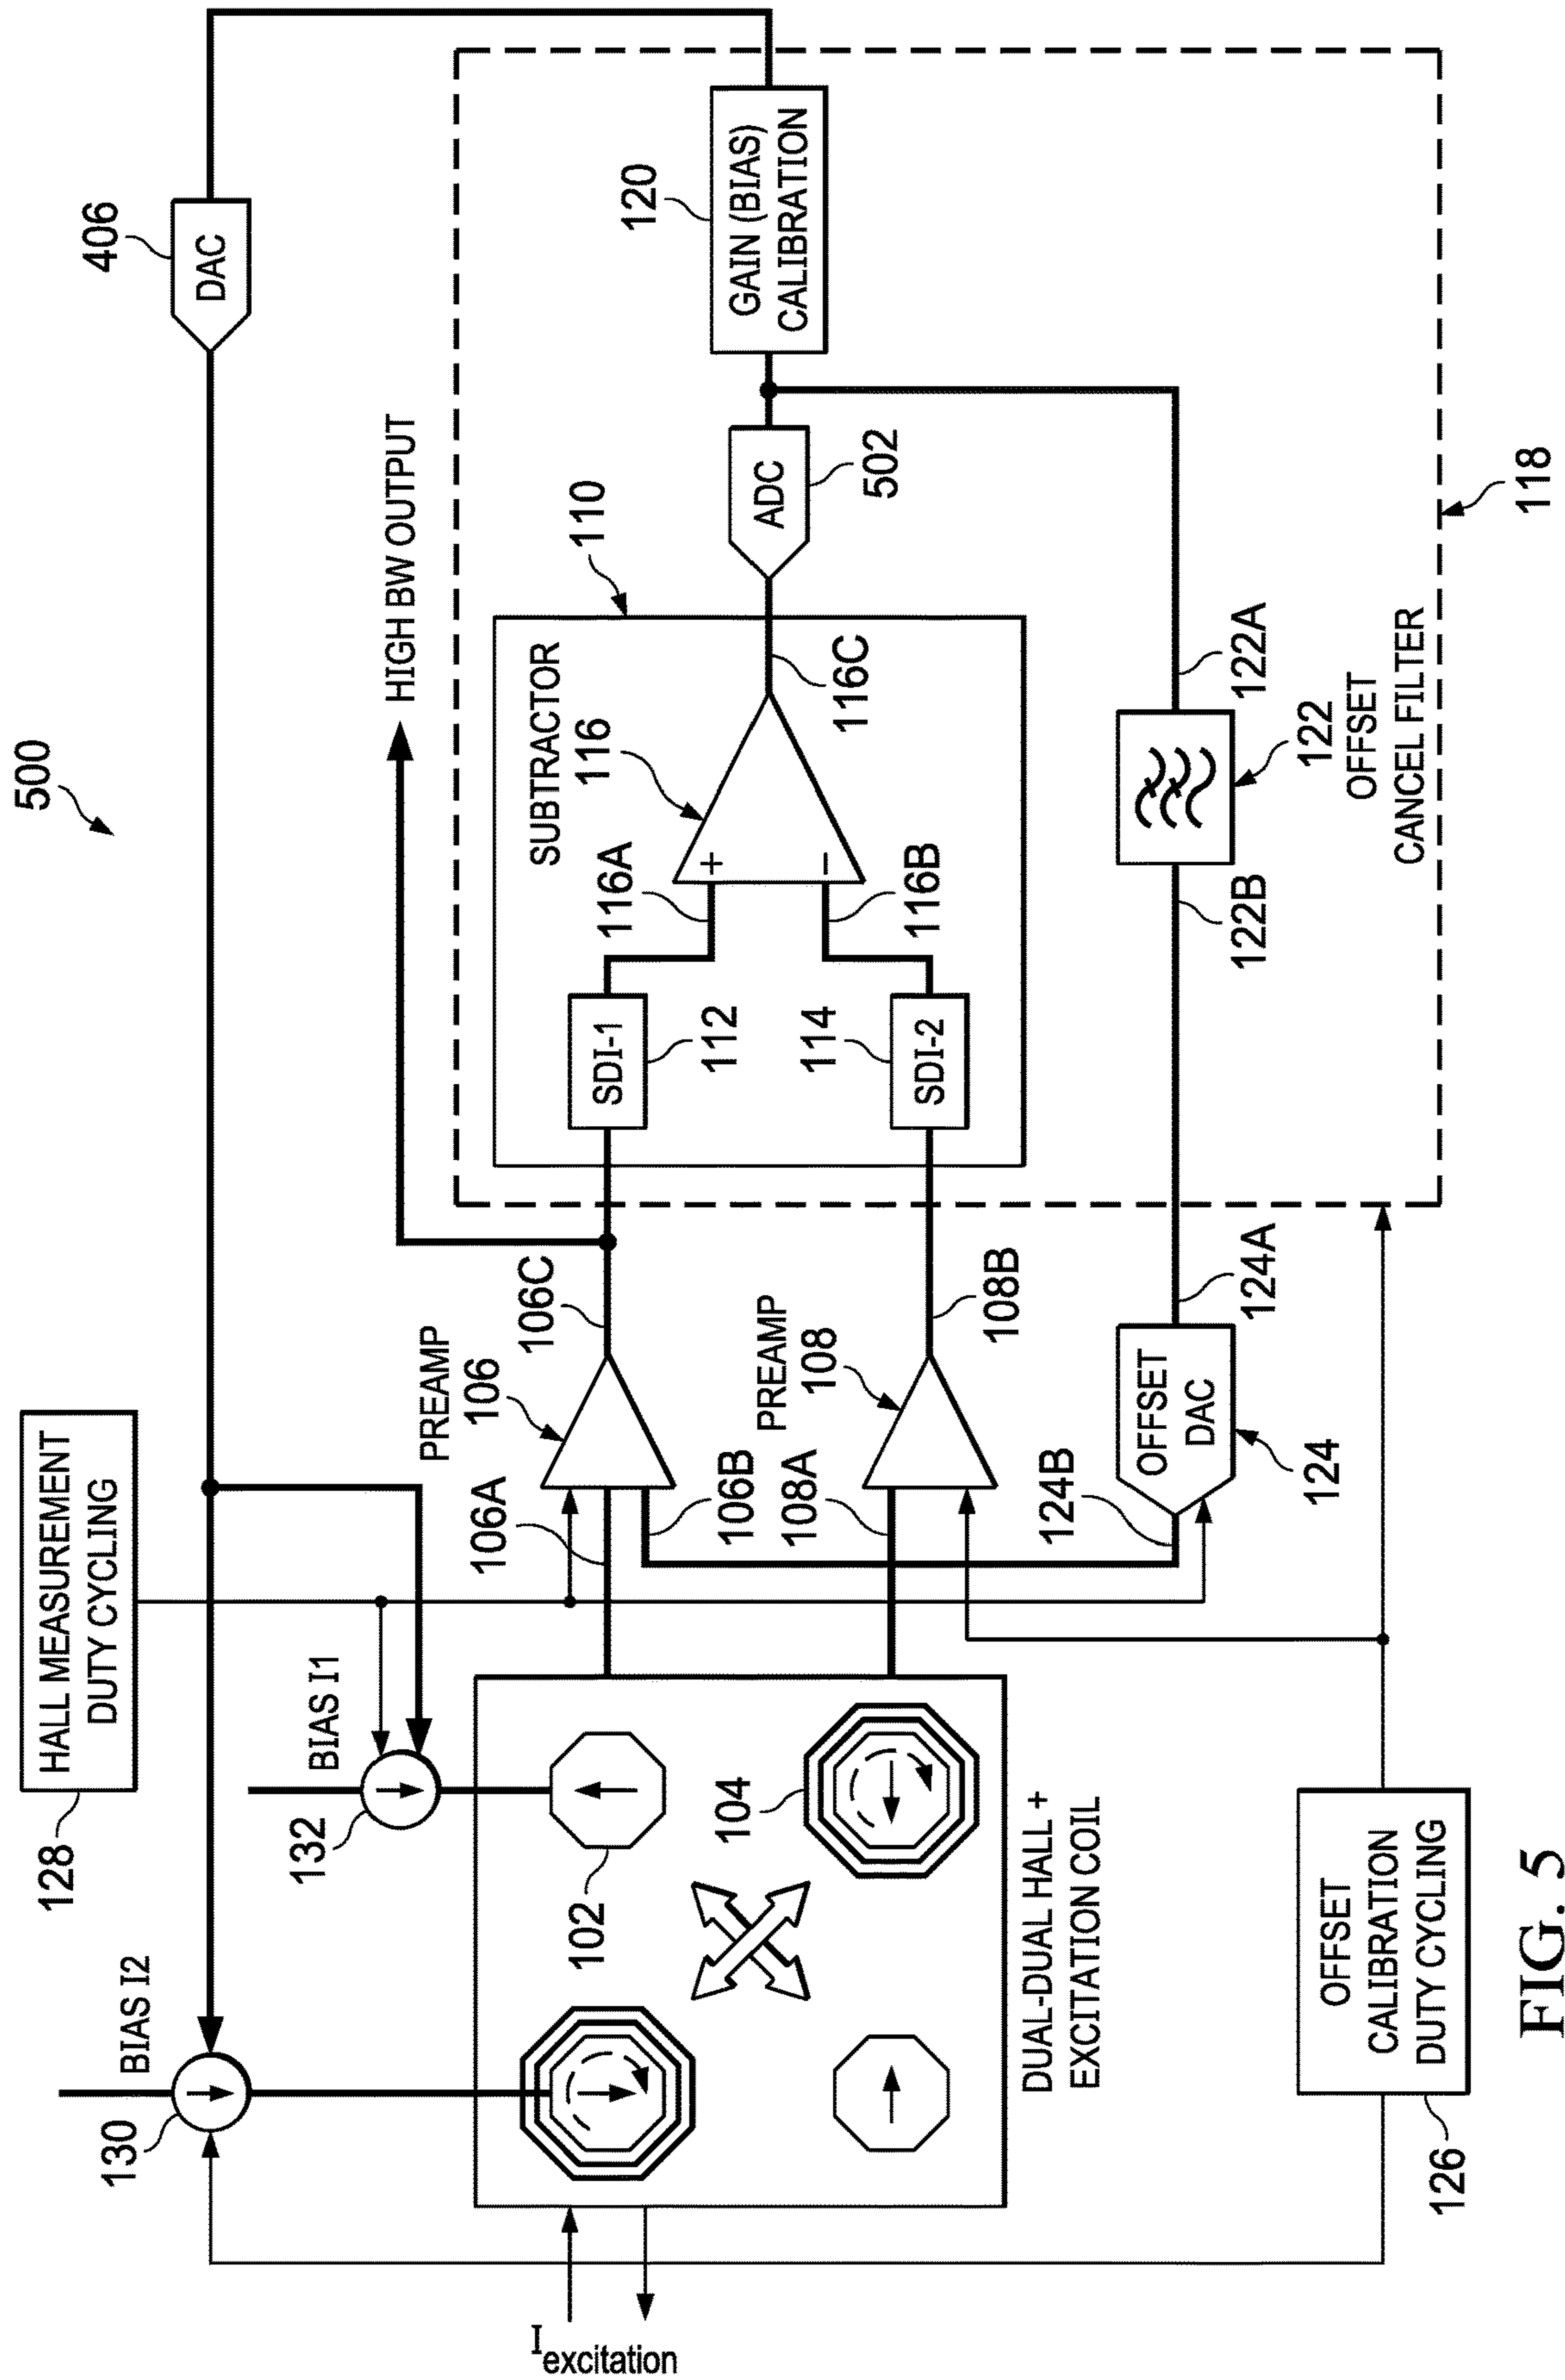 500
406
DAC
HIGH BW OUTPUT
120
GAIN (BIAS)
CALIBRATION
128
HALL MEASUREMENT
DUTY CYCLING
BIAS I2
130
BIAS I1
132
PREAMP
106
106A
106B
106C
SUBTRACTOR
110
SDI-1
112
116A
116
+
−
116B
116C
ADC
502
SDI-2
114
PREAMP
108
108A
108B
102
104
DUAL-DUAL HALL +
EXCITATION COIL
Iexcitation
124B
OFFSET
DAC
124
124A
122B
122A
122
OFFSET
CANCEL FILTER
118
OFFSET
CALIBRATION
DUTY CYCLING
126
FIG. 5